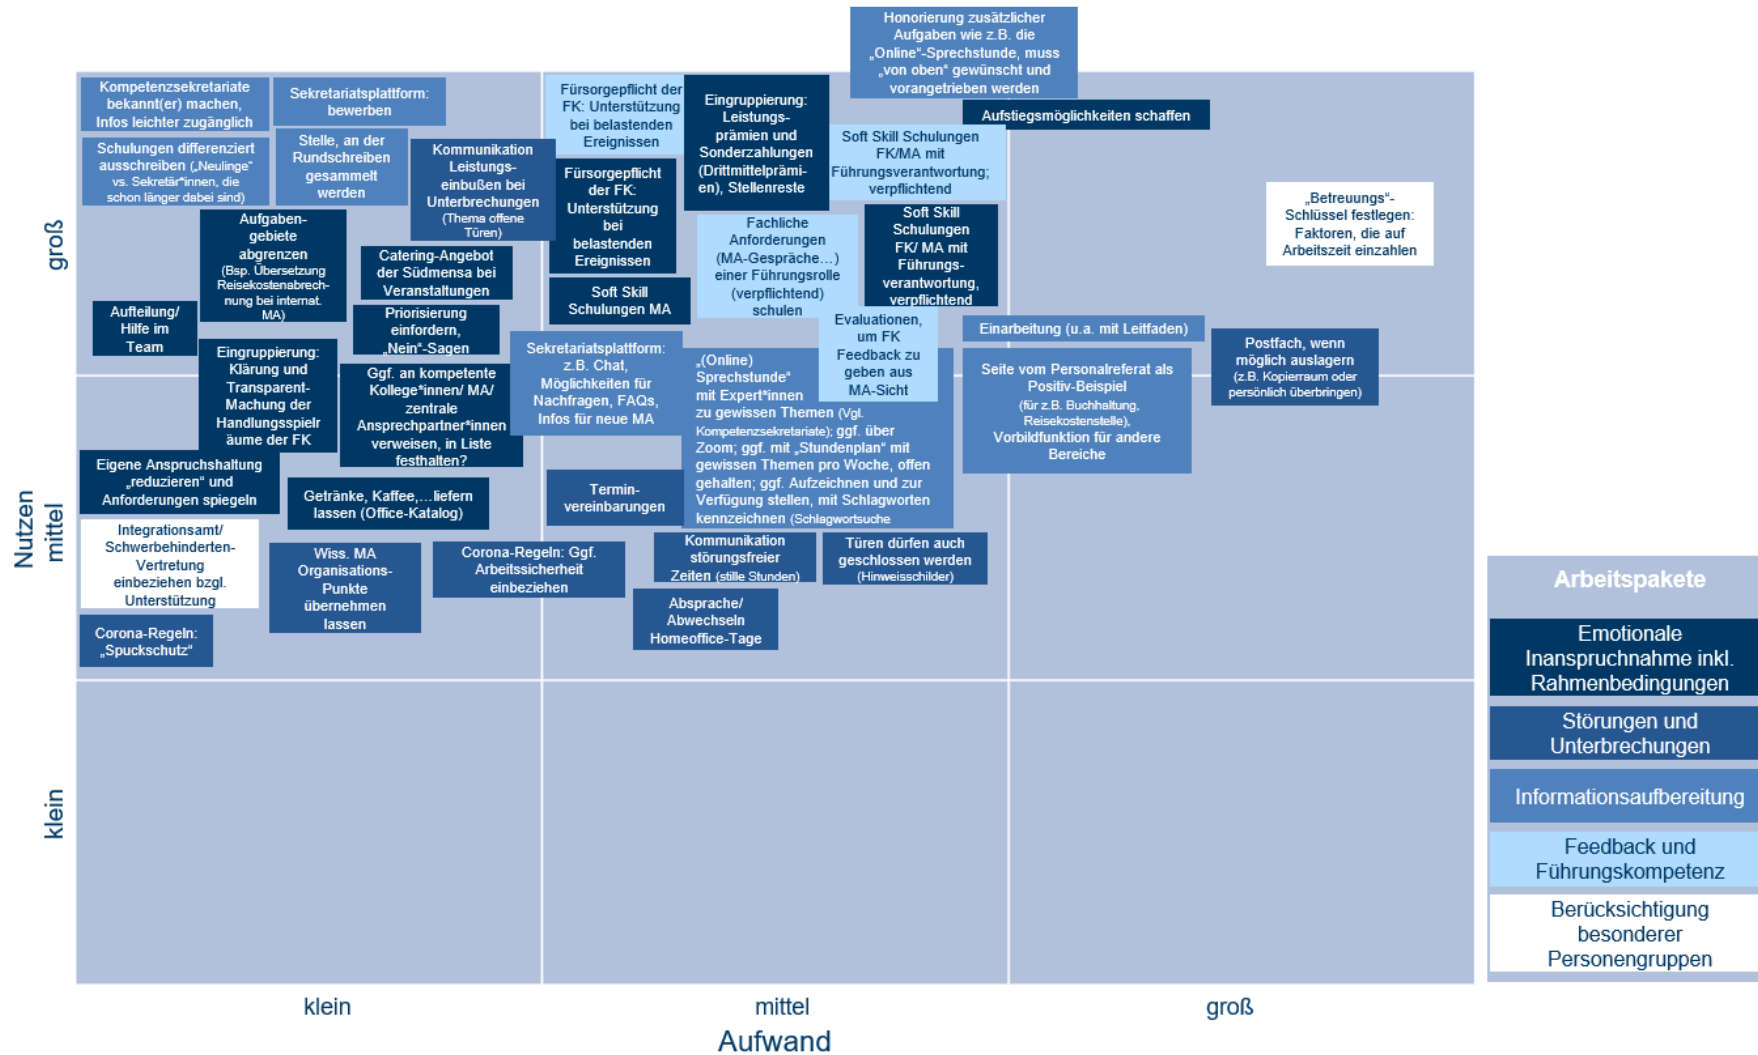 Honorierung zusätzlicher
Aufgaben wie z.B. die
„Online“-Sprechstunde, muss
„von oben“ gewünscht und
vorangetrieben werden
Kompetenzsekretariate
bekannt(er) machen,
Infos leichter zugänglich
Sekretariatsplattform:
bewerben
Fürsorgepflicht der
FK: Unterstützung
bei belastenden
Ereignissen
Eingruppierung:
Leistungs-
prämien und
Sonderzahlungen
(Drittmittelprämi-
en), Stellenreste
Aufstiegsmöglichkeiten schaffen
Schulungen differenziert
ausschreiben („Neulinge“
vs. Sekretär*innen, die
schon länger dabei sind)
Stelle, an der
Rundschreiben
gesammelt
werden
Kommunikation
Leistungs-
einbußen bei
Unterbrechungen
(Thema offene
Türen)
Soft Skill Schulungen
FK/MA mit
Führungsverantwortung;
verpflichtend
Fürsorgepflicht
der FK:
Unterstützung
bei
belastenden
Ereignissen
„Betreuungs“-
Schlüssel festlegen:
Faktoren, die auf
Arbeitszeit einzahlen
Aufgaben-
gebiete
abgrenzen
(Bsp. Übersetzung
Reisekostenabrech-
nung bei internat.
MA)
Catering-Angebot
der Südmensa bei
Veranstaltungen
Fachliche
Anforderungen
(MA-Gespräche…)
einer Führungsrolle
(verpflichtend)
schulen
Soft Skill
Schulungen
FK/ MA mit
Führungs-
verantwortung,
verpflichtend
groß
Soft Skill
Schulungen MA
Aufteilung/
Hilfe im
Team
Priorisierung
einfordern,
„Nein“-Sagen
Evaluationen,
um FK
Feedback zu
geben aus
MA-Sicht
Einarbeitung (u.a. mit Leitfaden)
Postfach, wenn
möglich auslagern
(z.B. Kopierraum oder
persönlich überbringen)
Eingruppierung:
Klärung und
Transparent-
Machung der
Handlungsspielr
äume der FK
Ggf. an kompetente
Kollege*innen/ MA/
zentrale
Ansprechpartner*innen
verweisen, in Liste
festhalten?
Sekretariatsplattform:
z.B. Chat,
Möglichkeiten für
Nachfragen, FAQs,
Infos für neue MA
„(Online)
Sprechstunde“
mit Expert*innen
zu gewissen Themen (Vgl.
Kompetenzsekretariate); ggf. über
Zoom; ggf. mit „Stundenplan“ mit
gewissen Themen pro Woche, offen
gehalten; ggf. Aufzeichnen und zur
Verfügung stellen, mit Schlagworten
kennzeichnen (Schlagwortsuche
Seite vom Personalreferat als
Positiv-Beispiel
(für z.B. Buchhaltung,
Reisekostenstelle),
Vorbildfunktion für andere
Bereiche
Eigene Anspruchshaltung
„reduzieren“ und
Anforderungen spiegeln
Getränke, Kaffee,…liefern
lassen (Office-Katalog)
Termin-
vereinbarungen
Nutzen
mittel
Integrationsamt/
Schwerbehinderten-
Vertretung
einbeziehen bzgl.
Unterstützung
Wiss. MA
Organisations-
Punkte
übernehmen
lassen
Corona-Regeln: Ggf.
Arbeitssicherheit
einbeziehen
Kommunikation
störungsfreier
Zeiten (stille Stunden)
Türen dürfen auch
geschlossen werden
(Hinweisschilder)
Corona-Regeln:
„Spuckschutz“
Absprache/
Abwechseln
Homeoffice-Tage
klein
Arbeitspakete
Emotionale
Inanspruchnahme inkl.
Rahmenbedingungen
Störungen und
Unterbrechungen
Informationsaufbereitung
Feedback und
Führungskompetenz
Berücksichtigung
besonderer
Personengruppen
klein
mittel
groß
Aufwand